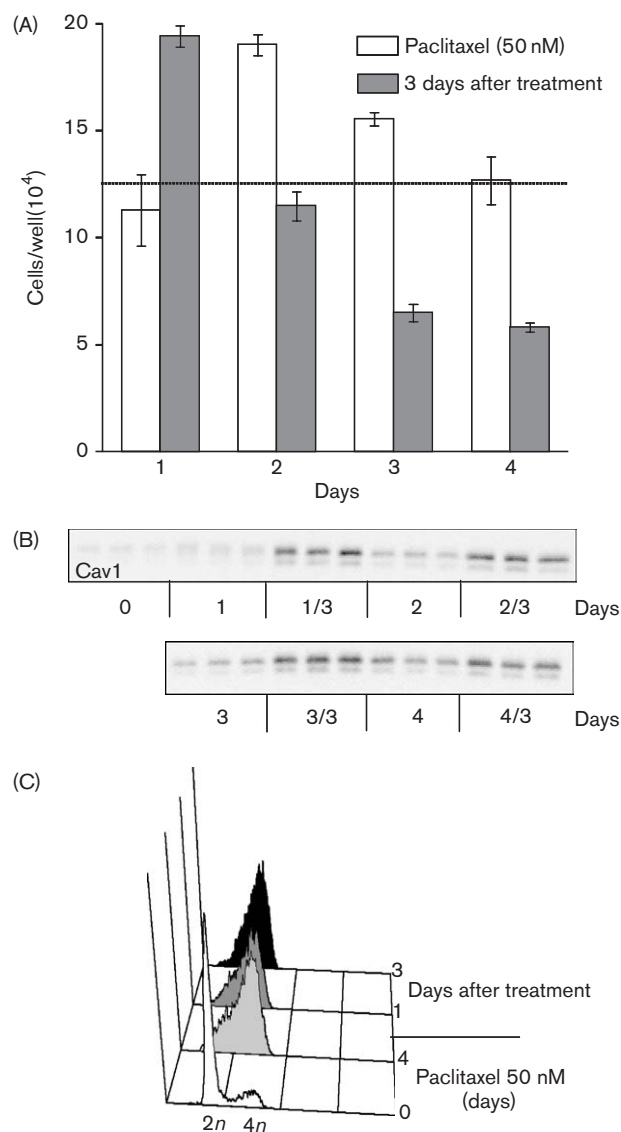 (A)
20
15
10
5
0
Cells/well(10⁴)
Paclitaxel (50 nM)
3 days after treatment
1 2 3 4
Days
(B)
Cav1
0 1 1/3 2 2/3 Days
3 3/3 4 4/3 Days
(C)
3
Days after treatment
1
4
Paclitaxel 50 nM
(days)
0
2n 4n